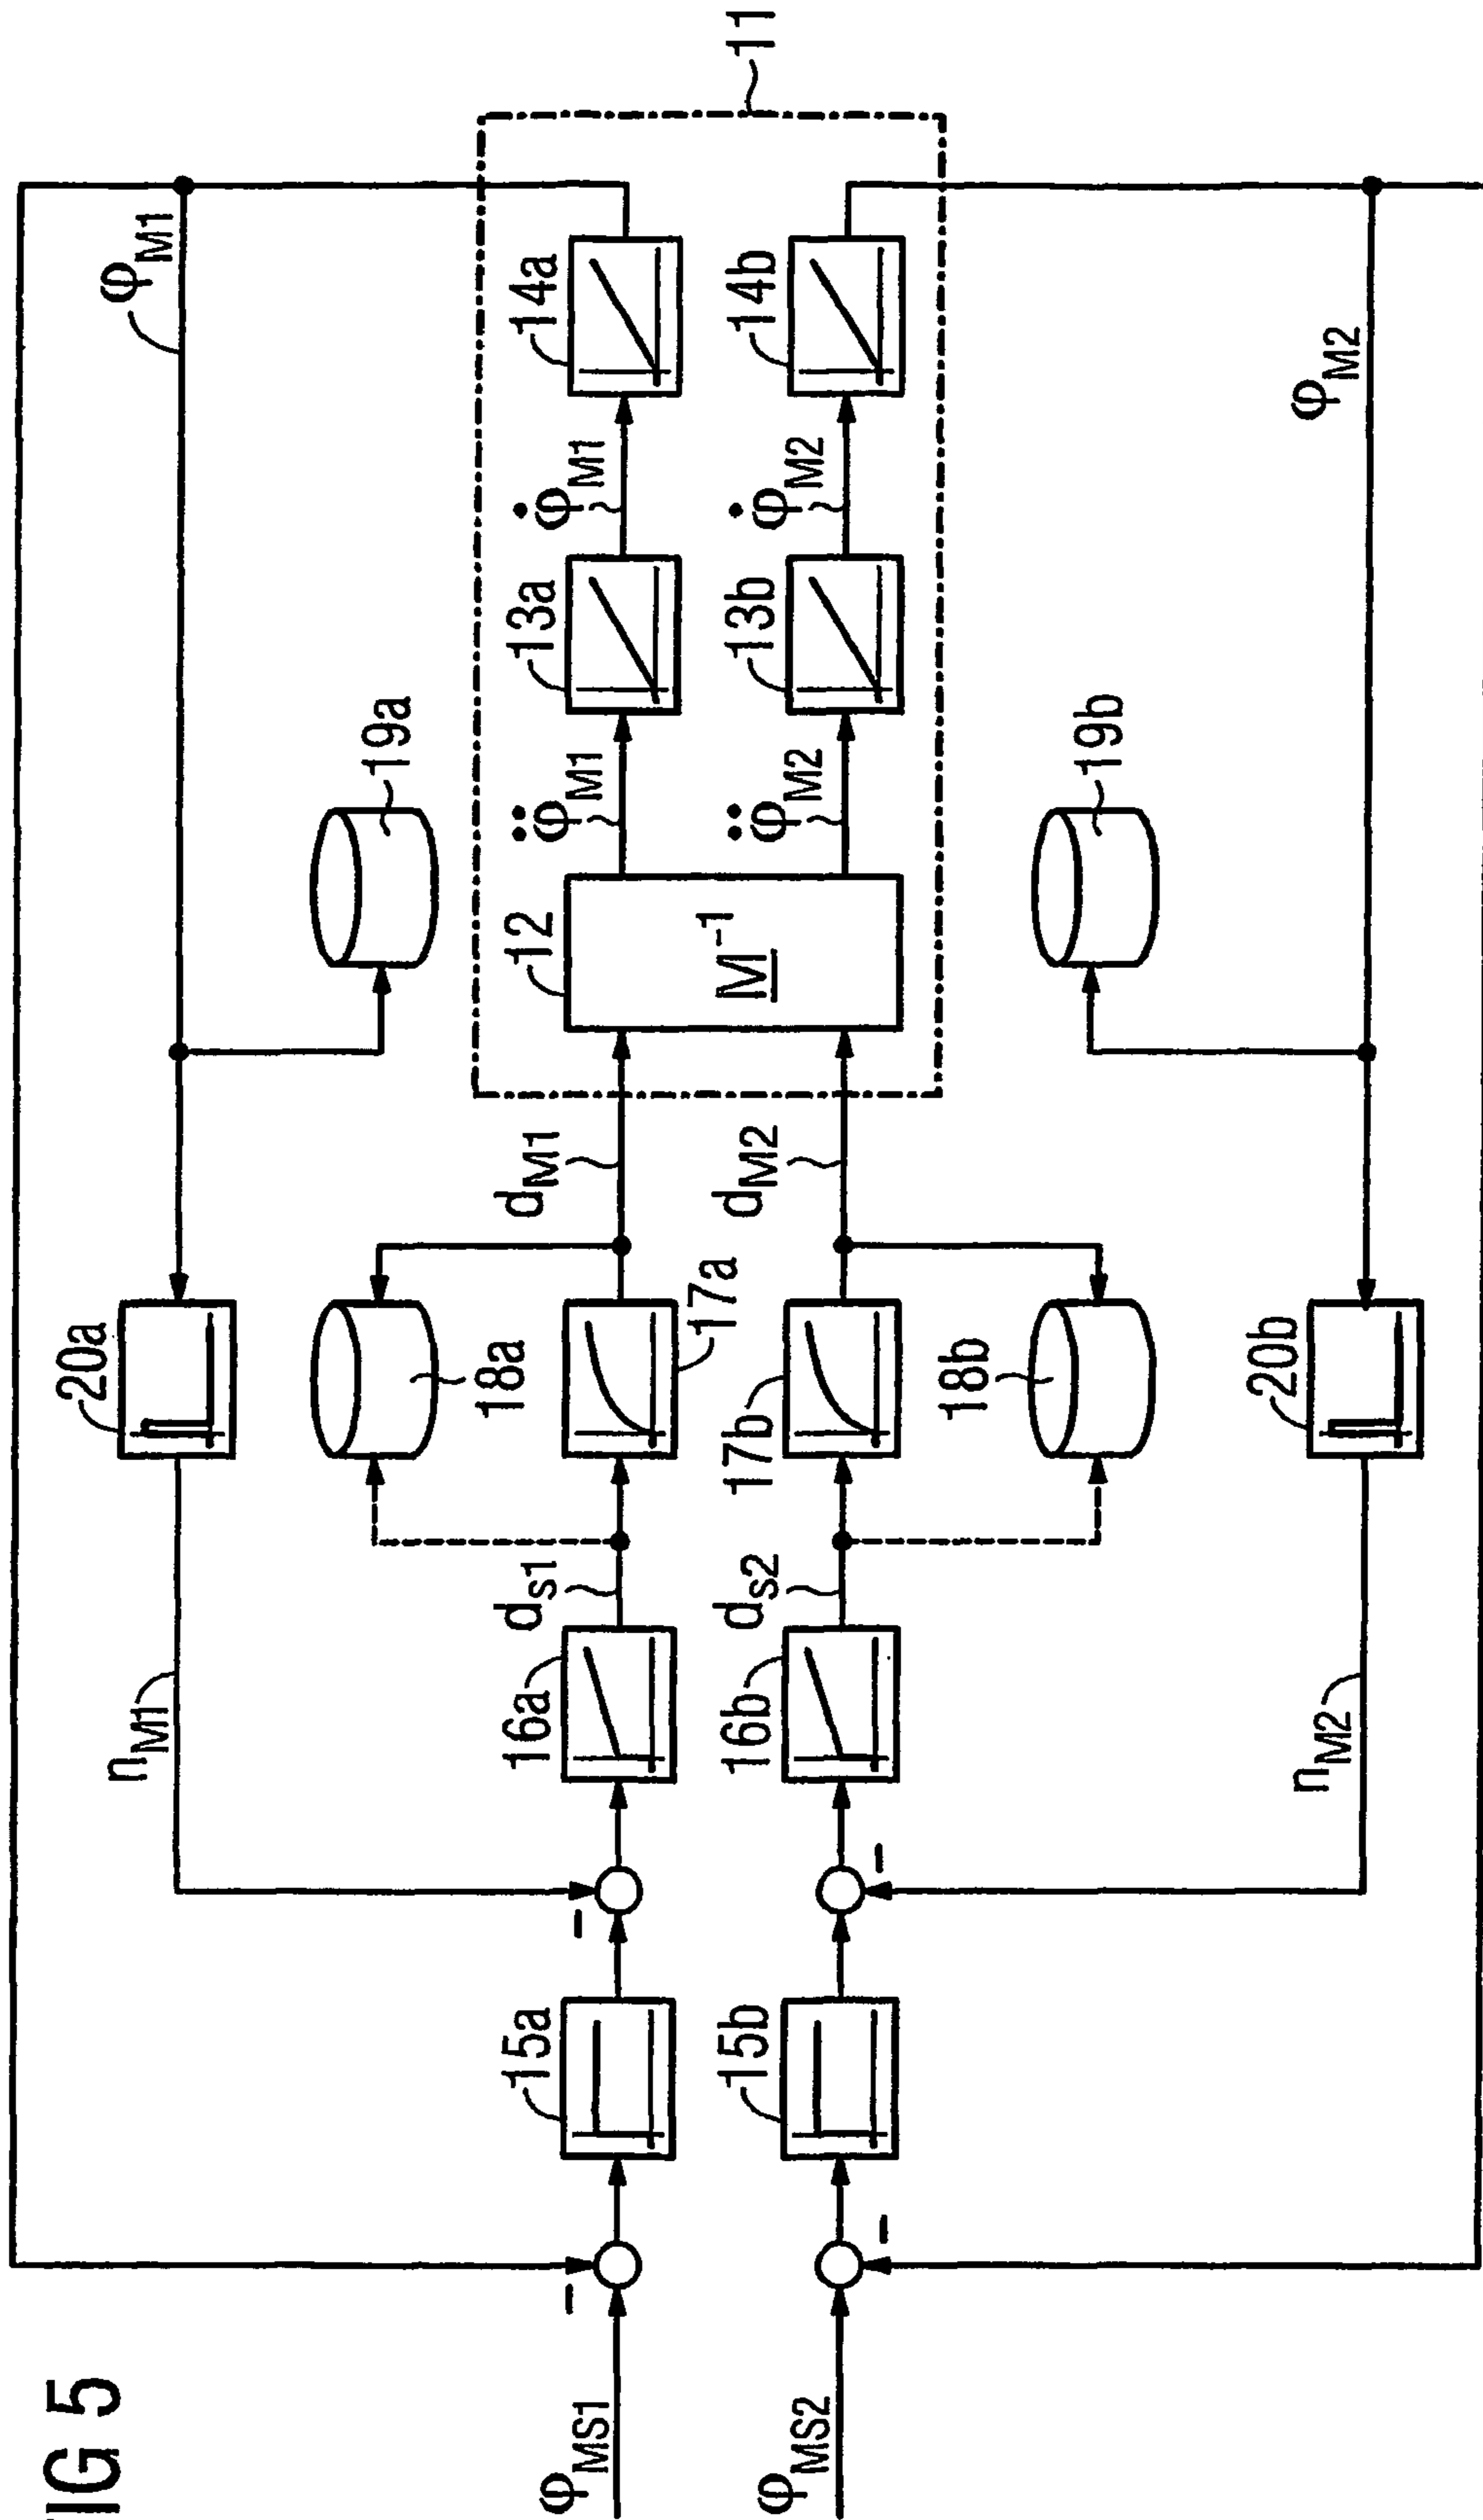 FIG 5
φM1
11
nM1
20a
19a
18a
φMS1
15a
16a
dS1
17a
dM1
12
M⁻¹
φ̈M1
13a
φ̇M1
14a
φMS2
15b
16b
dS2
17b
dM2
φ̈M2
13b
φ̇M2
14b
18b
19b
nM2
20b
φM2